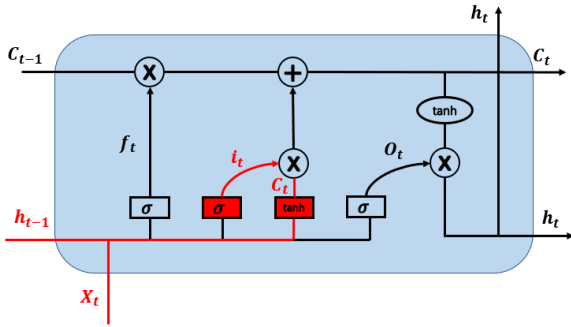 h_t
C_{t-1}
C_t
x
+
tanh
f_t
i_t
x
O_t
x
C_t
σ
σ
tanh
σ
h_{t-1}
h_t
X_t